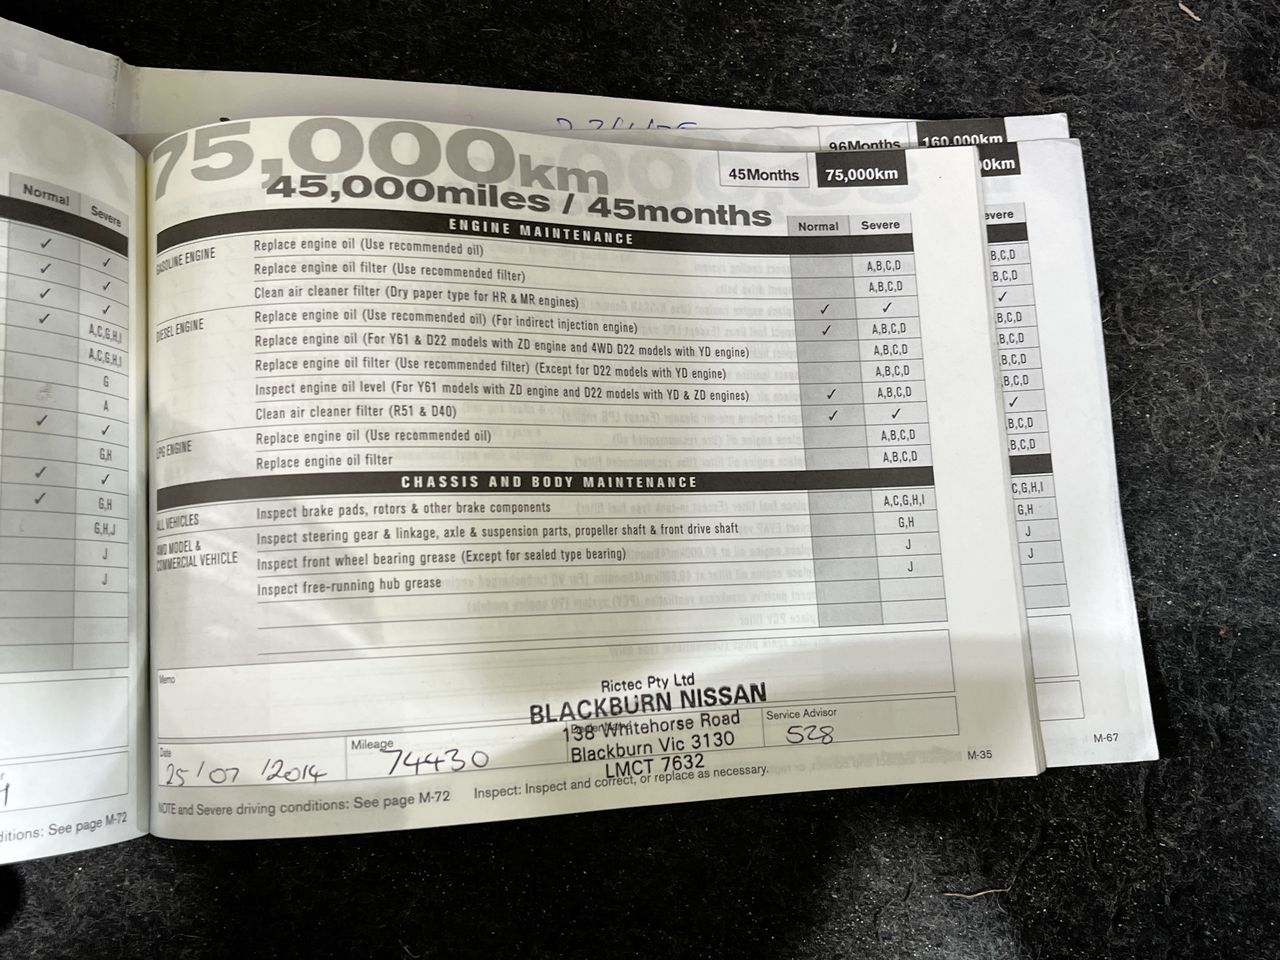 Normal
Severe
✓
✓
✓ ✓
✓ ✓
✓ A,C,G,H,I
A,C,G,H,I
G
A
✓ ✓
G,H
✓ ✓
✓ G,H
G,H,J
J
J
ditions: See page M-72
75,000km
45,000miles / 45months
45Months 75,000km
ENGINE MAINTENANCE Normal Severe
GASOLINE ENGINE Replace engine oil (Use recommended oil) A,B,C,D
Replace engine oil filter (Use recommended filter) A,B,C,D
Clean air cleaner filter (Dry paper type for HR & MR engines) ✓ ✓
DIESEL ENGINE Replace engine oil (Use recommended oil) (For indirect injection engine) ✓ A,B,C,D
Replace engine oil (For Y61 & D22 models with ZD engine and 4WD D22 models with YD engine) A,B,C,D
Replace engine oil filter (Use recommended filter) (Except for D22 models with YD engine) A,B,C,D
Inspect engine oil level (For Y61 models with ZD engine and D22 models with YD & ZD engines) ✓ A,B,C,D
Clean air cleaner filter (R51 & D40) ✓ ✓
LPG ENGINE Replace engine oil (Use recommended oil) A,B,C,D
Replace engine oil filter A,B,C,D
CHASSIS AND BODY MAINTENANCE
ALL VEHICLES Inspect brake pads, rotors & other brake components A,C,G,H,I
Inspect steering gear & linkage, axle & suspension parts, propeller shaft & front drive shaft G,H
4WD MODEL & COMMERCIAL VEHICLE Inspect front wheel bearing grease (Except for sealed type bearing) J
Inspect free-running hub grease J
Memo
Rictec Pty Ltd
BLACKBURN NISSAN
138 Whitehorse Road
Blackburn Vic 3130
LMCT 7632
Date
25/07/2014
Mileage
74430
Service Advisor
528
NOTE and Severe driving conditions: See page M-72 Inspect: Inspect and correct, or replace as necessary.
M-35
96Months 160,000km
00km
evere
B,C,D
B,C,D
✓
B,C,D
B,C,D
B,C,D
B,C,D
✓
B,C,D
B,C,D
C,G,H,I
G,H
J
J
M-67